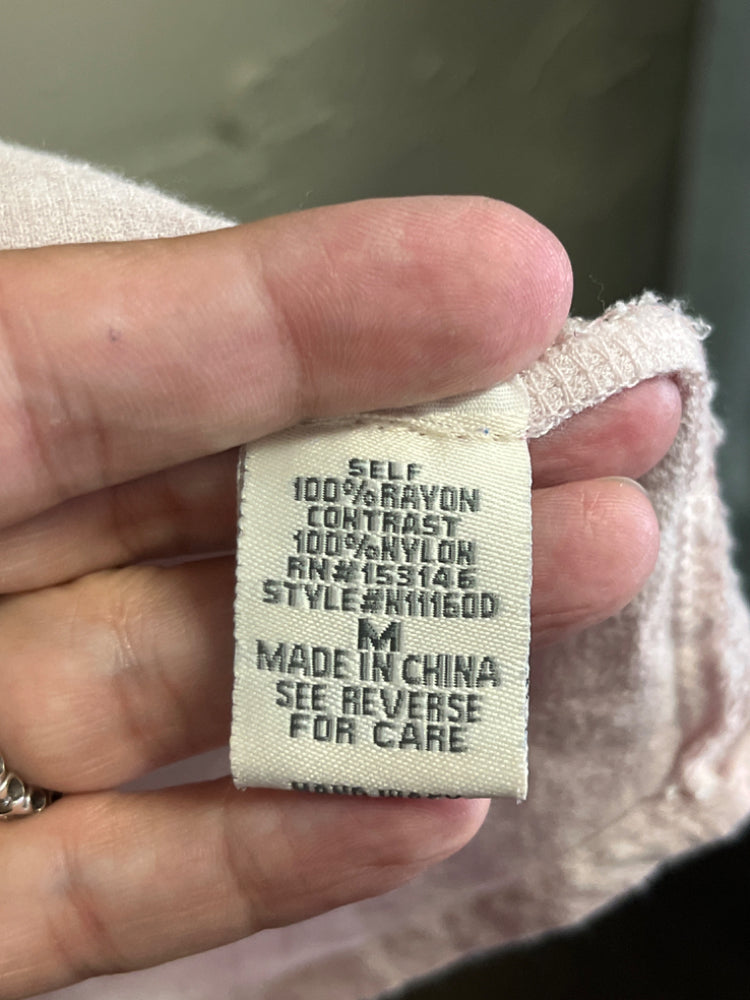 SELF
100%RAYON
CONTRAST
100%NYLON
RN#153146
STYLE#N11160D
M
MADE IN CHINA
SEE REVERSE
FOR CARE